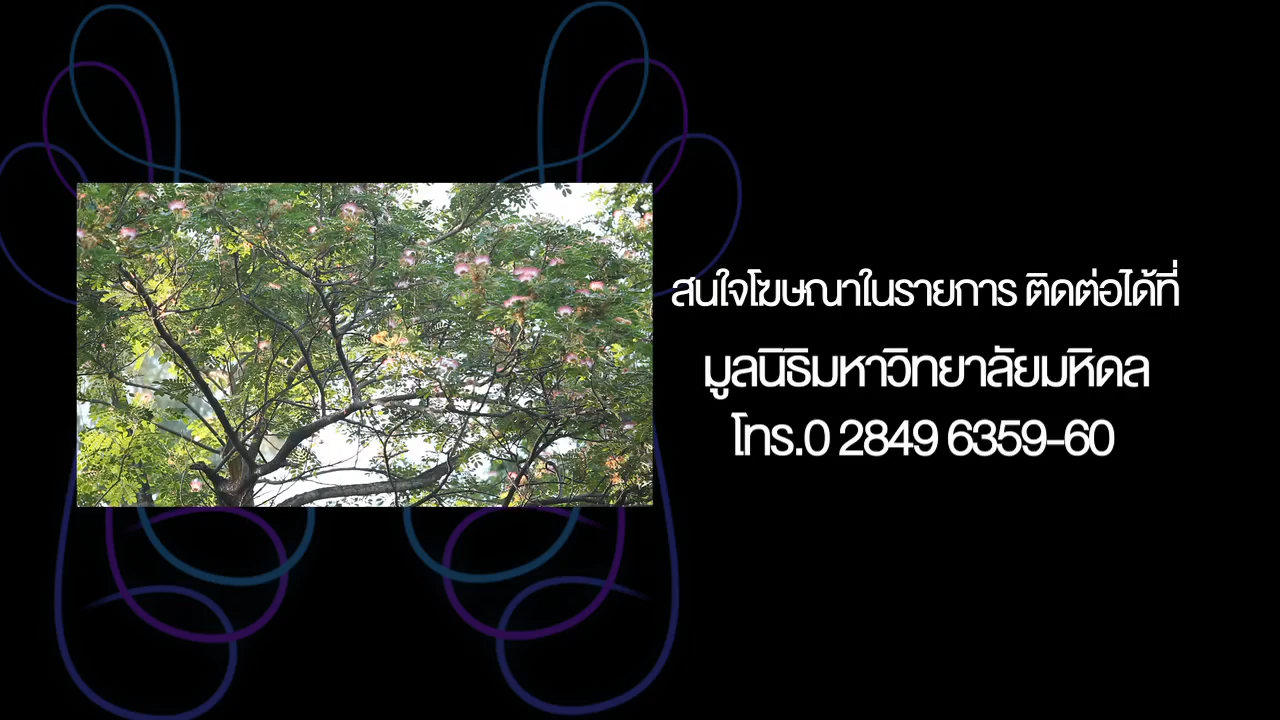 สนใจโฆษณาในรายการ ติดต่อได้ที่
มูลนิธิมหาวิทยาลัยมหิดล
โทร.0 2849 6359-60